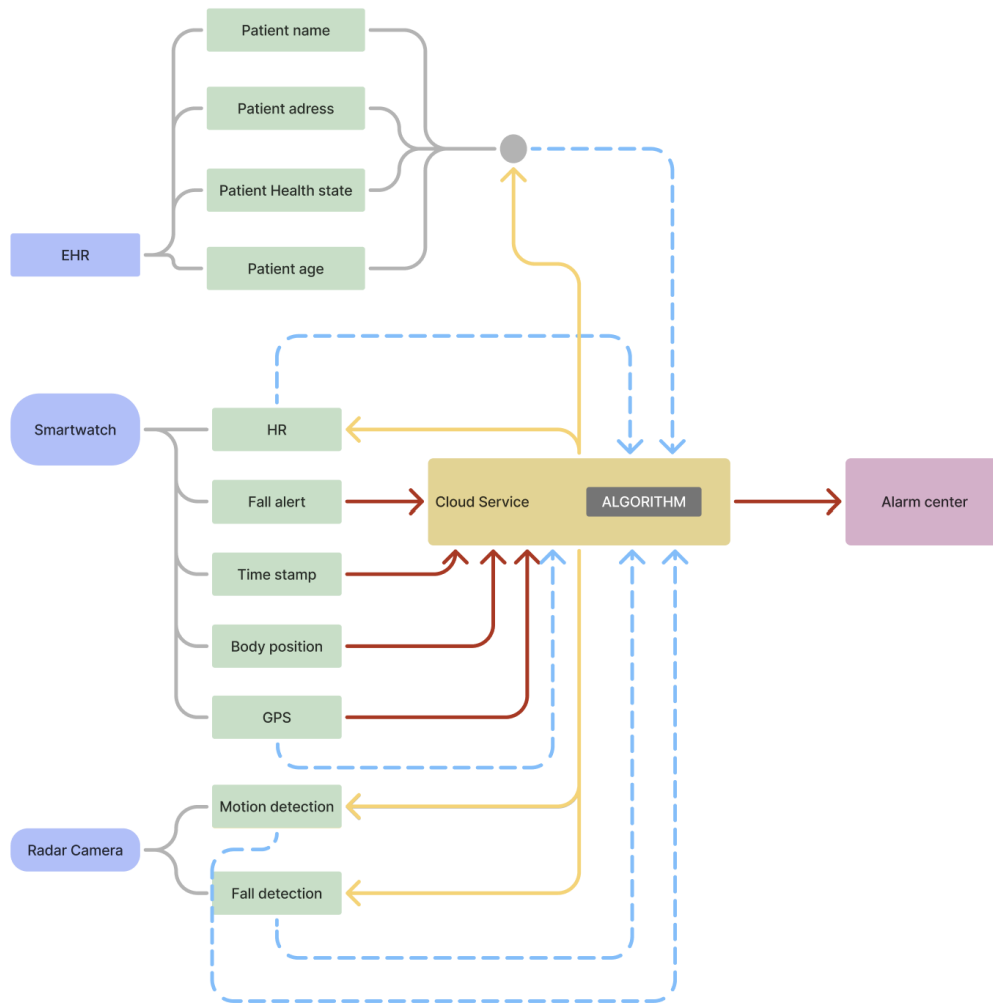 Patient name
Patient adress
Patient Health state
EHR
Patient age
Smartwatch
HR
Fall alert
Cloud Service
ALGORITHM
Alarm center
Time stamp
Body position
GPS
Motion detection
Radar Camera
Fall detection